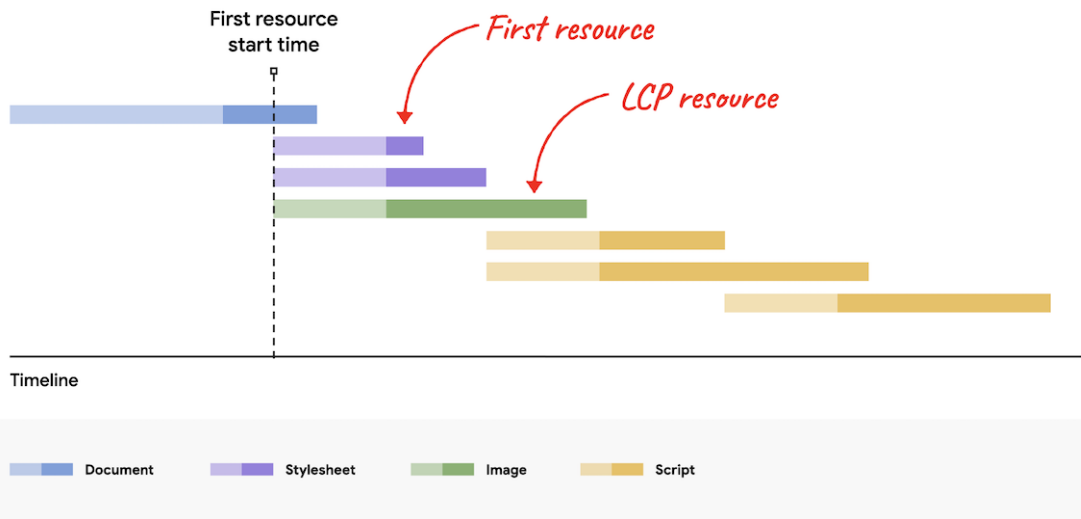 First resource
start time
First resource
LCP resource
Timeline
Document
Stylesheet
Image
Script